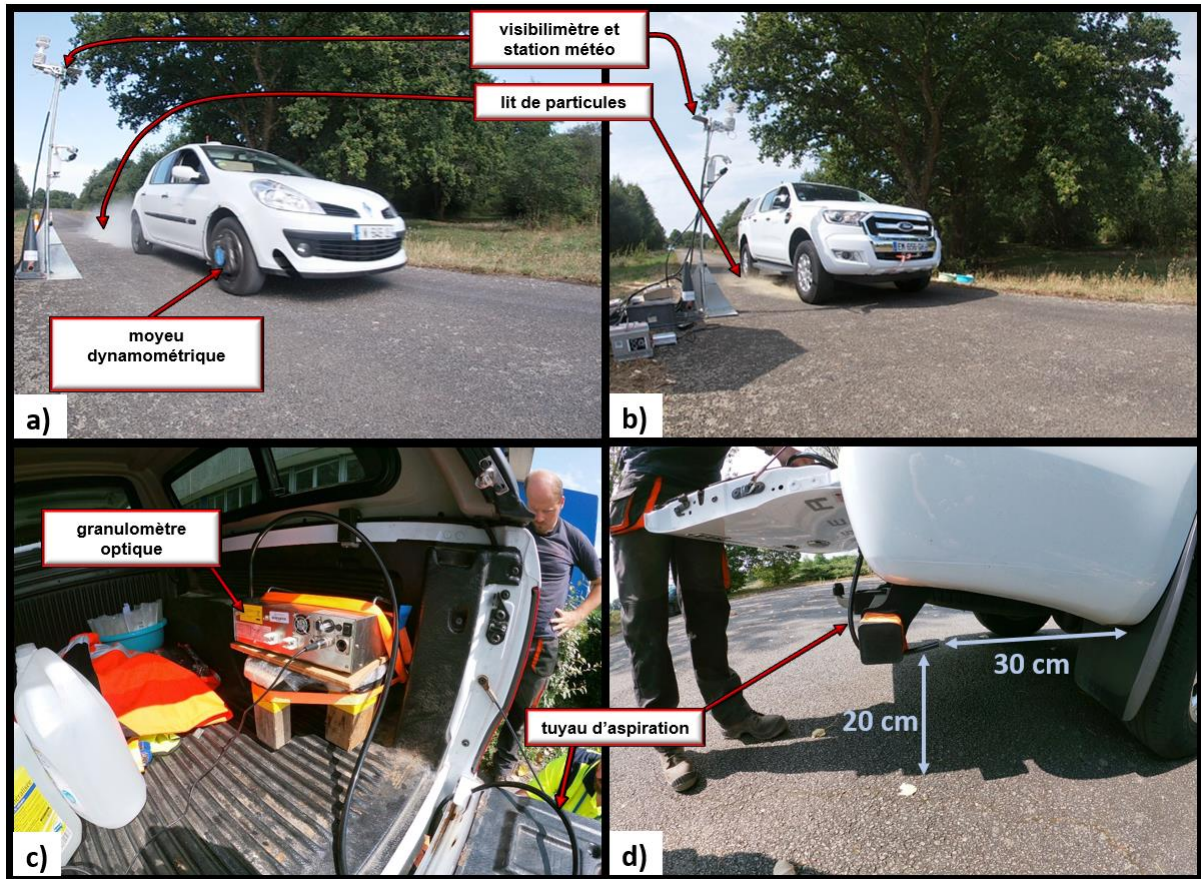 visibilimètre et
station météo
lit de particules
moyeu
dynamométrique
a)
b)
granulomètre
optique
30 cm
20 cm
tuyau d'aspiration
c)
d)